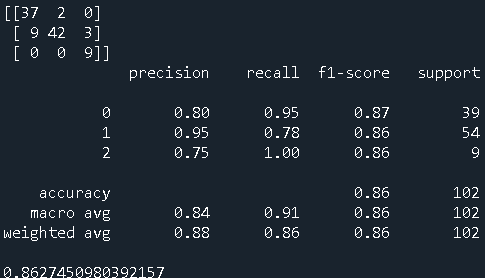 [[37 2 0]
[ 9 42 3]
[ 0 0 9]]
precision recall f1-score support
0 0.80 0.95 0.87 39
1 0.95 0.78 0.86 54
2 0.75 1.00 0.86 9
accuracy 0.86 102
macro avg 0.84 0.91 0.86 102
weighted avg 0.88 0.86 0.86 102
0.8627450980392157